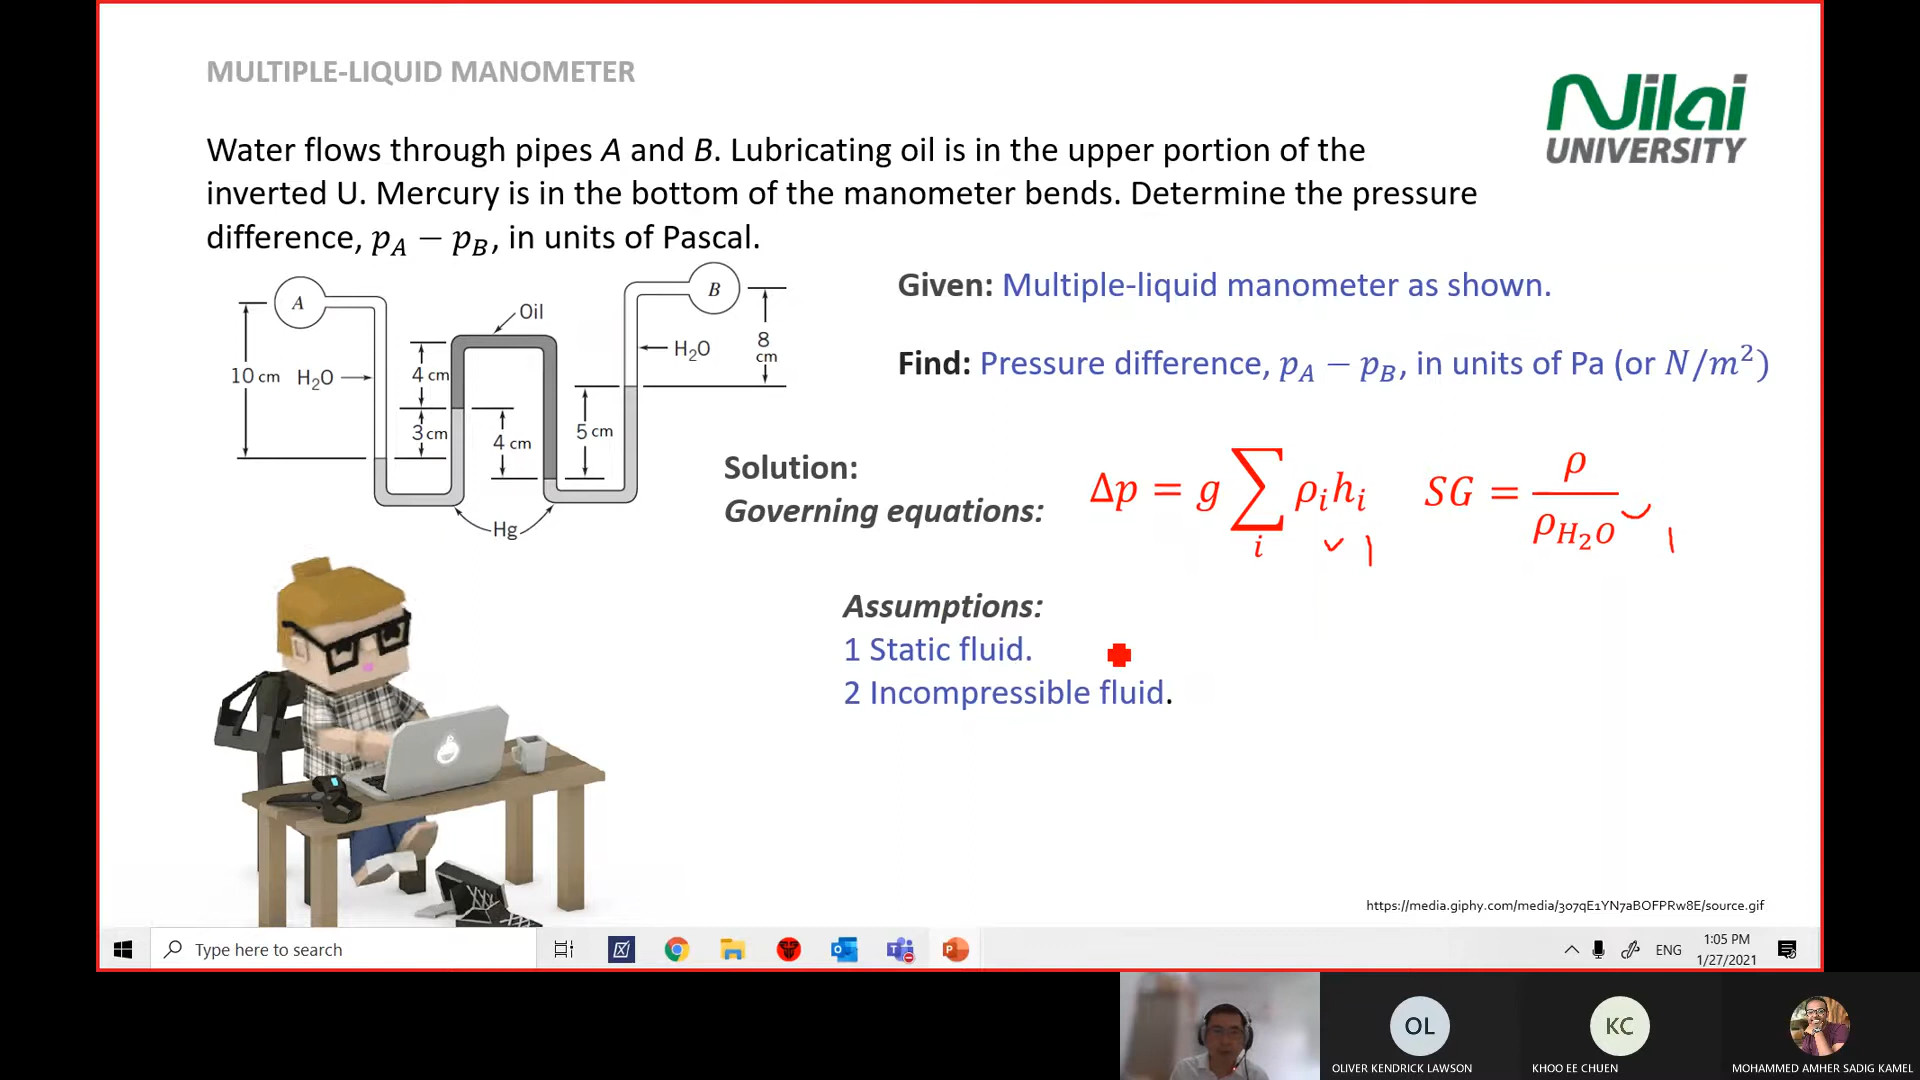 MULTIPLE-LIQUID MANOMETER
Nilai
UNIVERSITY
Water flows through pipes A and B. Lubricating oil is in the upper portion of the
inverted U. Mercury is in the bottom of the manometer bends. Determine the pressure
difference, p_A − p_B, in units of Pascal.
A
B
Oil
H₂O
8
cm
10 cm
H₂O
4 cm
3 cm
4 cm
5 cm
Hg
Given: Multiple-liquid manometer as shown.
Find: Pressure difference, p_A − p_B, in units of Pa (or N/m²)
Solution:
Governing equations:
Δp = g ∑_i ρ_i h_i
SG = ρ / ρ_H₂O
1
1
Assumptions:
1 Static fluid.
2 Incompressible fluid.
https://media.giphy.com/media/3o7qE1YN7aBOFPRw8E/source.gif
Type here to search
ENG
1:05 PM
1/27/2021
OL
KC
OLIVER KENDRICK LAWSON
KHOO EE CHUEN
MOHAMMED AMHER SADIG KAMEL